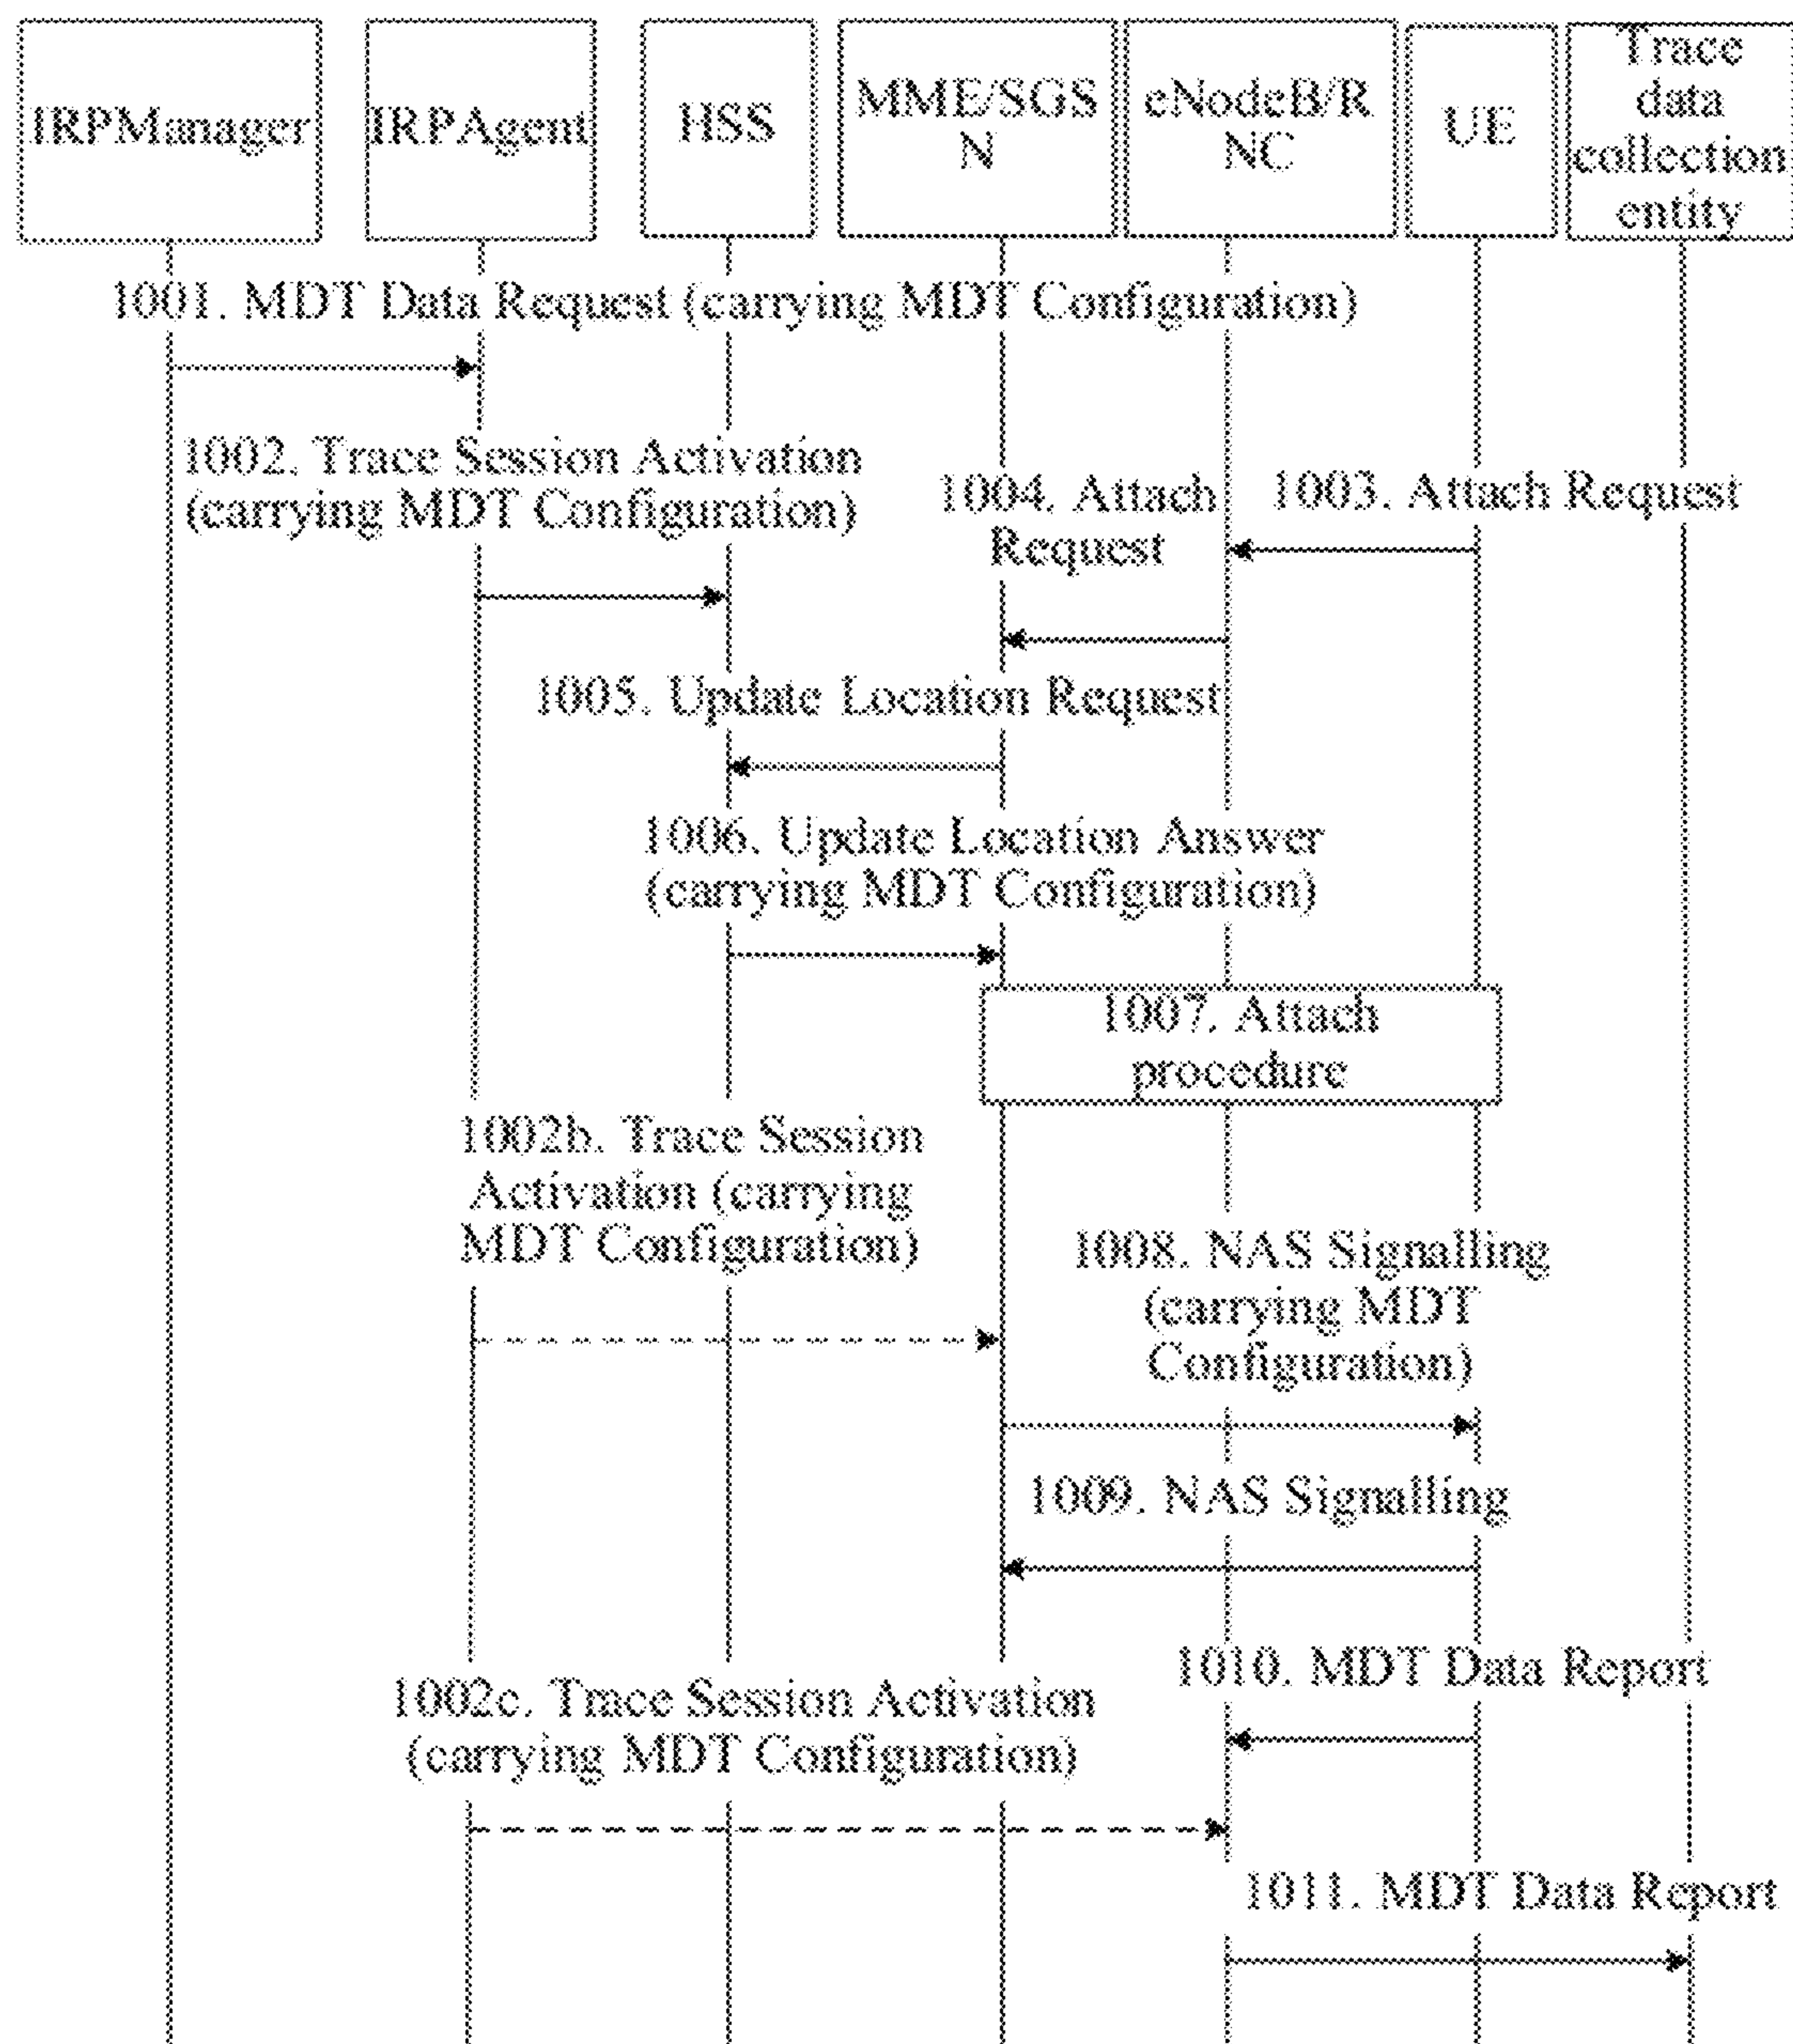 IRPManager
IRPAgent
HSS
MME/SGS
N
eNodeB/R
NC
UE
Trace
data
collection
entity
1001. MDT Data Request (carrying MDT Configuration)
1002. Trace Session Activation
(carrying MDT Configuration)
1004. Attach
Request
1003. Attach Request
1005. Update Location Request
1006. Update Location Answer
(carrying MDT Configuration)
1007. Attach
procedure
1002b. Trace Session
Activation (carrying
MDT Configuration)
1008. NAS Signalling
(carrying MDT
Configuration)
1009. NAS Signalling
1010. MDT Data Report
1002c. Trace Session Activation
(carrying MDT Configuration)
1011. MDT Data Report